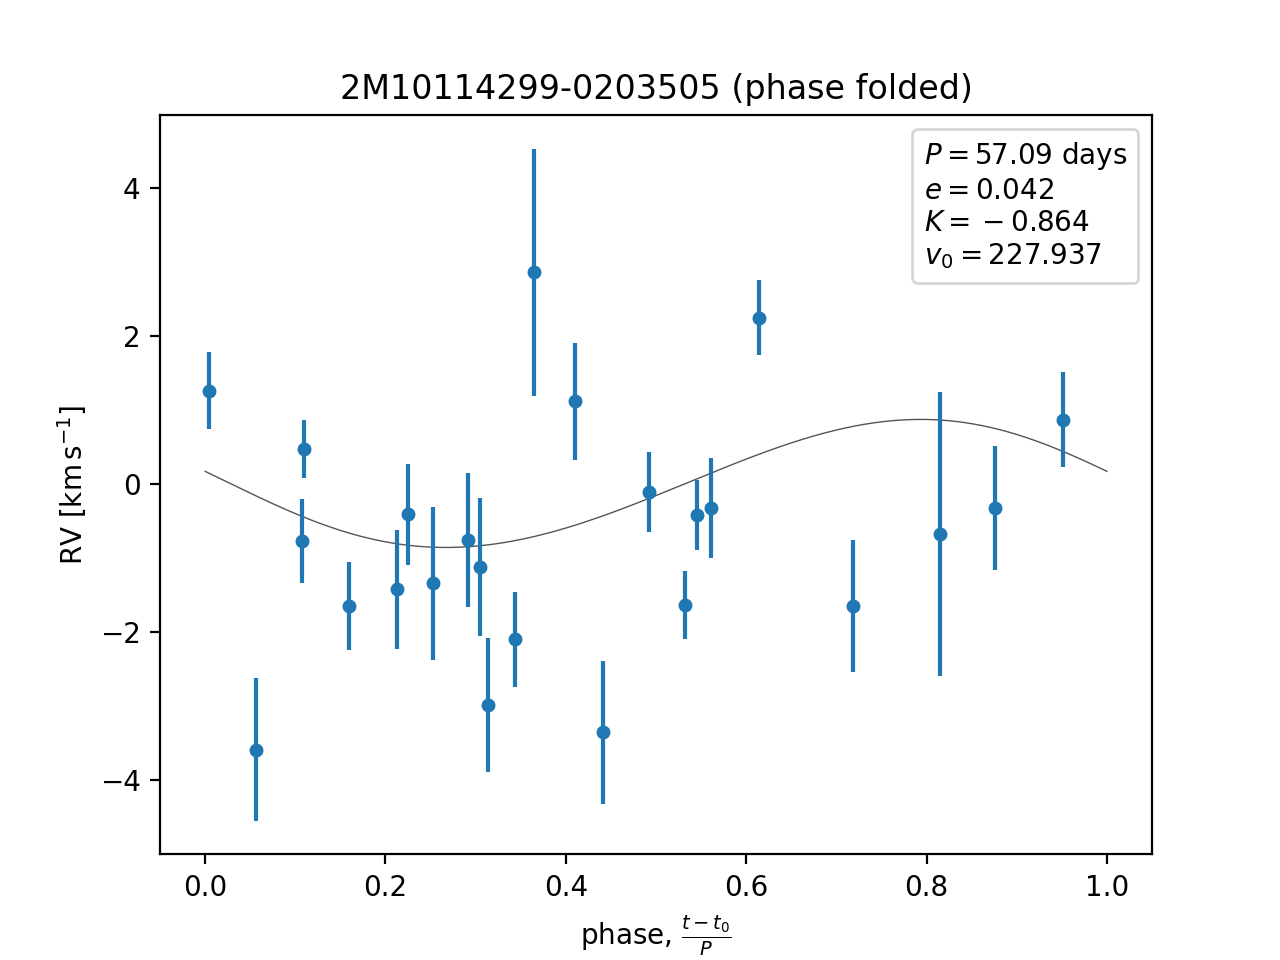 2M10114299-0203505 (phase folded)
P = 57.09 days
e = 0.042
K = −0.864
v₀ = 227.937
4
2
0
−2
−4
RV [km s⁻¹]
0.0 0.2 0.4 0.6 0.8 1.0
phase, (t − t₀)/P